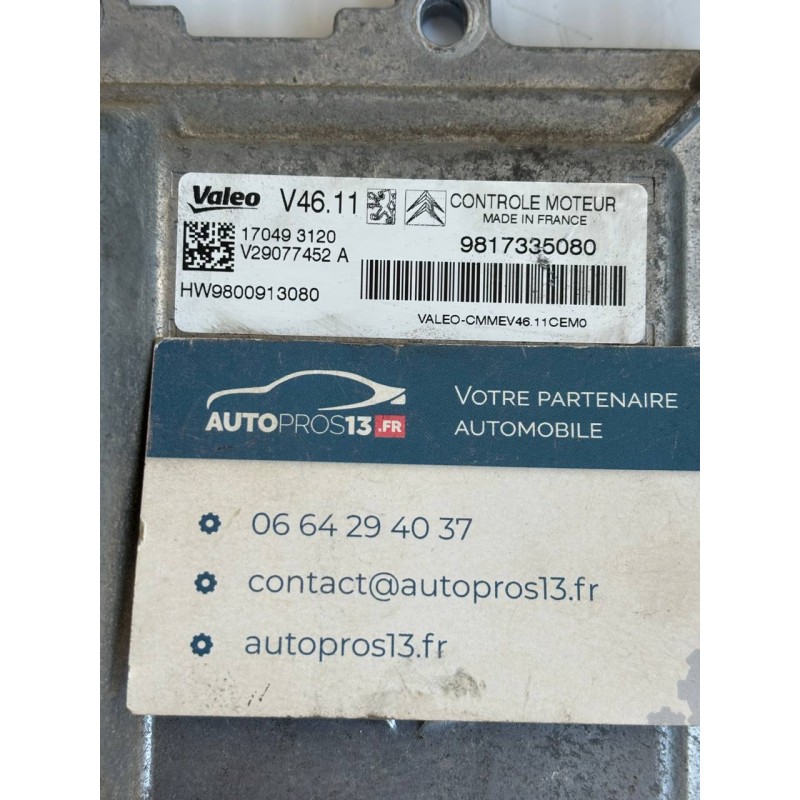 Valeo V46.11 CONTROLE MOTEUR
MADE IN FRANCE
17049 3120
V29077452 A
9817335080
HW9800913080
VALEO-CMMEV46.11CEM0
AUTOPROS13.FR
VOTRE PARTENAIRE
AUTOMOBILE
06 64 29 40 37
contact@autopros13.fr
autopros13.fr